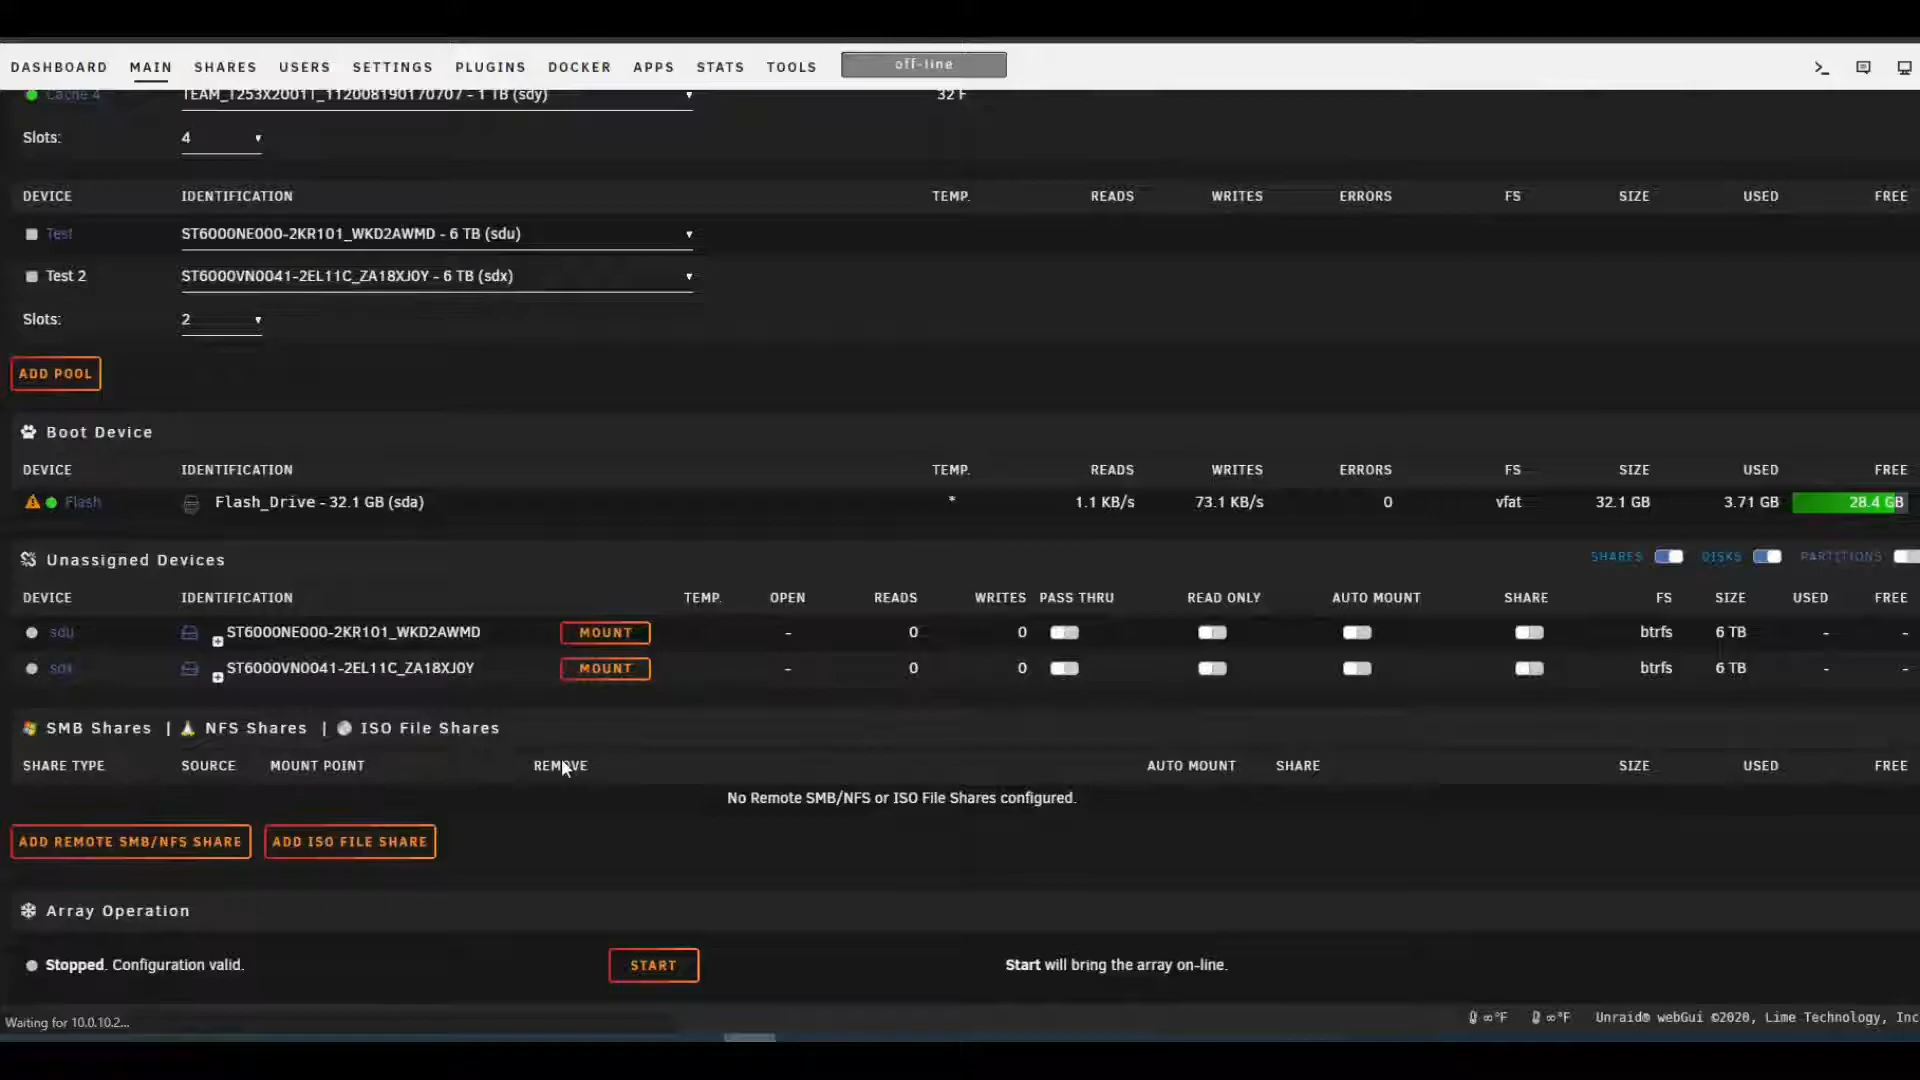 DASHBOARD MAIN SHARES USERS SETTINGS PLUGINS DOCKER APPS STATS TOOLS off-line
Cache 4 TEAM_T253X2001T_112008190170707 - 1 TB (sdy) 32 F
Slots: 4
DEVICE IDENTIFICATION TEMP. READS WRITES ERRORS FS SIZE USED FREE
Test ST6000NE000-2KR101_WKD2AWMD - 6 TB (sdu)
Test 2 ST6000VN0041-2EL11C_ZA18XJ0Y - 6 TB (sdx)
Slots: 2
ADD POOL
Boot Device
DEVICE IDENTIFICATION TEMP. READS WRITES ERRORS FS SIZE USED FREE
Flash Flash_Drive - 32.1 GB (sda) * 1.1 KB/s 73.1 KB/s 0 vfat 32.1 GB 3.71 GB 28.4 GB
Unassigned Devices SHARES DISKS PARTITIONS
DEVICE IDENTIFICATION TEMP. OPEN READS WRITES PASS THRU READ ONLY AUTO MOUNT SHARE FS SIZE USED FREE
sdu ST6000NE000-2KR101_WKD2AWMD MOUNT - 0 0 btrfs 6 TB - -
sdx ST6000VN0041-2EL11C_ZA18XJ0Y MOUNT - 0 0 btrfs 6 TB - -
SMB Shares | NFS Shares | ISO File Shares
SHARE TYPE SOURCE MOUNT POINT REMOVE AUTO MOUNT SHARE SIZE USED FREE
No Remote SMB/NFS or ISO File Shares configured.
ADD REMOTE SMB/NFS SHARE ADD ISO FILE SHARE
Array Operation
Stopped. Configuration valid. START Start will bring the array on-line.
Waiting for 10.0.10.2... ∞°F ∞°F Unraid® webGui ©2020, Lime Technology, Inc